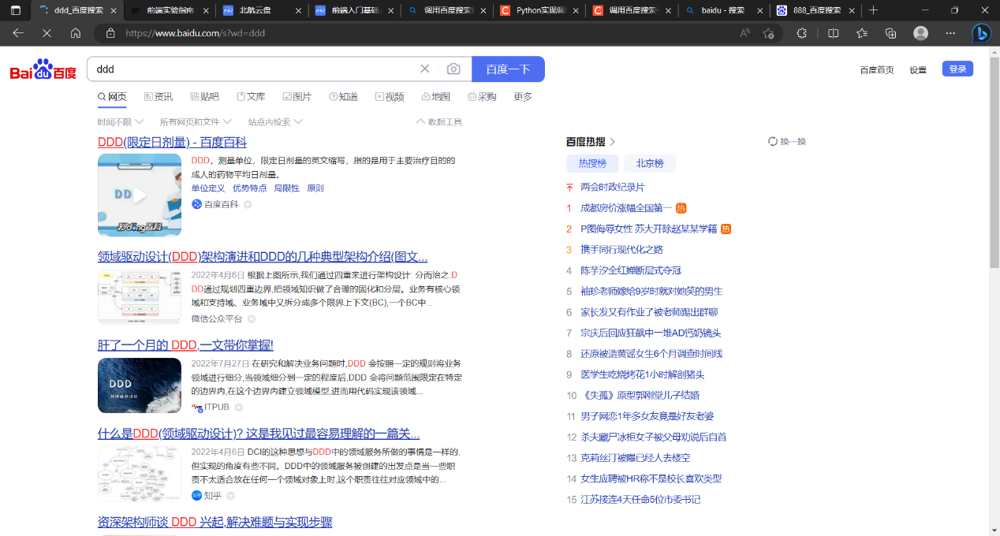 ddd_百度搜索
前端实验指南
北航云盘
前端入门基础
调用百度搜索
Python实现调
调用百度搜索
baidu - 搜索
888_百度搜索
https://www.baidu.com/s?wd=ddd
Bai du 百度
ddd
百度一下
百度首页
设置
登录
网页
资讯
贴吧
文库
图片
知道
视频
地图
采购
更多
时间不限
所有网页和文件
站点内检索
收起工具
DDD(限定日剂量) - 百度百科
DDD，测量单位，限定日剂量的英文缩写，指的是用于主要治疗目的的
成人的药物平均日剂量。
单位定义 优势特点 局限性 原则
百度百科
DD
秒dong百科
领域驱动设计(DDD)架构演进和DDD的几种典型架构介绍(图文...
2022年4月6日 根据上图所示,我们通过四重来进行架构设计: 分而治之:D
DD通过规划四重边界,把领域知识做了合理的固化和分层。业务有核心领
域和支持域、业务域中又拆分成多个限界上下文(BC),一个BC中...
微信公众平台
肝了一个月的 DDD,一文带你掌握!
DDD
领域驱动设计
2022年7月27日 在研究和解决业务问题时,DDD 会按照一定的规则将业务
领域进行细分,当领域细分到一定的程度后,DDD 会将问题范围限定在特定
的边界内,在这个边界内建立领域模型,进而用代码实现该领域...
ITPUB
什么是DDD(领域驱动设计)? 这是我见过最容易理解的一篇关...
2022年4月6日 DCI的这种思想与DDD中的领域服务所做的事情是一样的,
但实现的角度有些不同。DDD中的领域服务被创建的出发点是当一些职
责不太适合放在任何一个领域对象上时,这个职责往往对应领域中的...
知乎
资深架构师谈 DDD 兴起,解决难题与实现步骤
百度热搜
换一换
热搜榜
北京榜
两会时政纪录片
1 成都房价涨幅全国第一 热
2 P图侮辱女性 苏大开除赵某某学籍 热
3 携手同行现代化之路
4 陈芋汐全红婵断层式夺冠
5 袖珍老师嫁给9岁时就对她笑的男生
6 家长发又有作业了被老师踢出群聊
7 宗庆后回应狂飙中一堆AD钙奶镜头
8 还原被造黄谣女生6个月调查时间线
9 医学生吃烧烤花1小时解剖猪头
10 《失孤》原型郭刚堂儿子结婚
11 男子网恋1年多女友竟是好友老婆
12 杀夫藏尸冰柜女子被父母劝说后自首
13 克莉丝汀被曝已经人去楼空
14 女生应聘被HR称不是校长喜欢类型
15 江苏接连4天任命5位市委书记